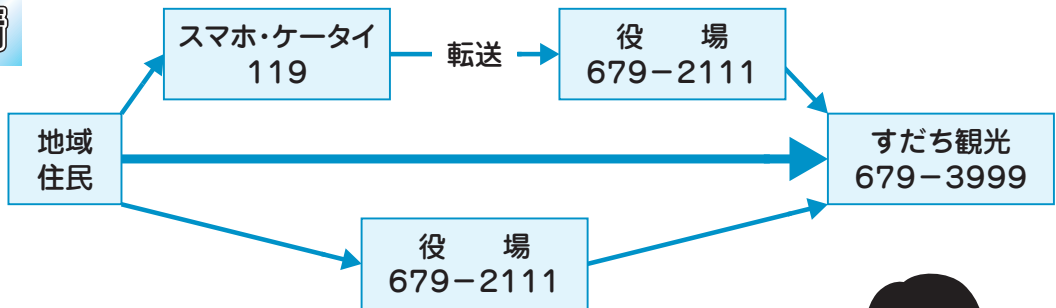 スマホ・ケータイ
119
転送
役 場
679-2111
地域
住民
すだち観光
679-3999
役 場
679-2111